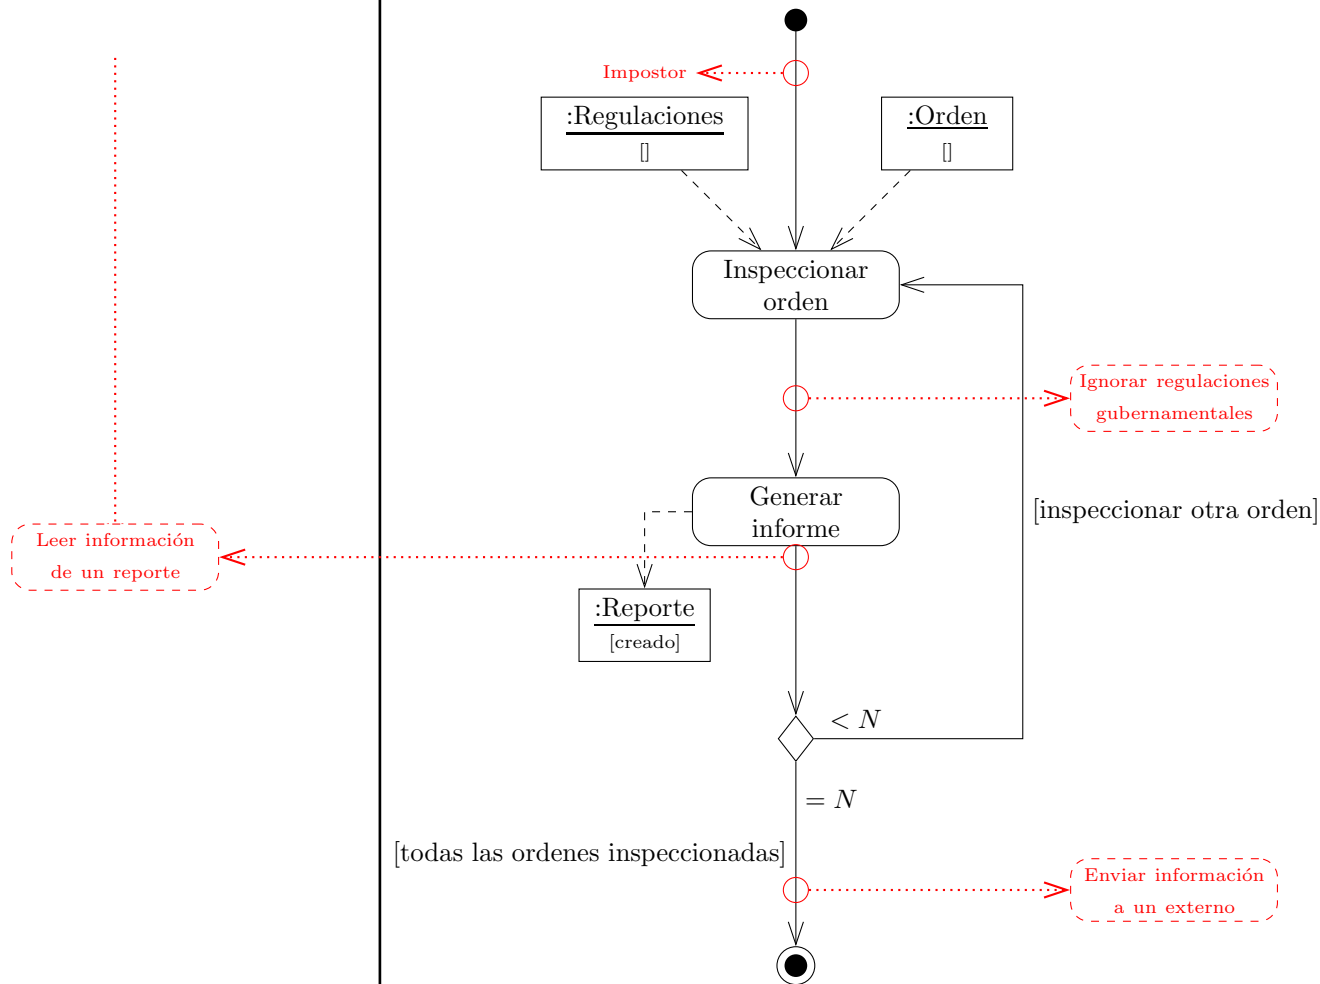 Impostor
:Regulaciones
[]
:Orden
[]
Inspeccionar
orden
Ignorar regulaciones
gubernamentales
Generar
informe
[inspeccionar otra orden]
Leer información
de un reporte
:Reporte
[creado]
< N
= N
[todas las ordenes inspeccionadas]
Enviar información
a un externo